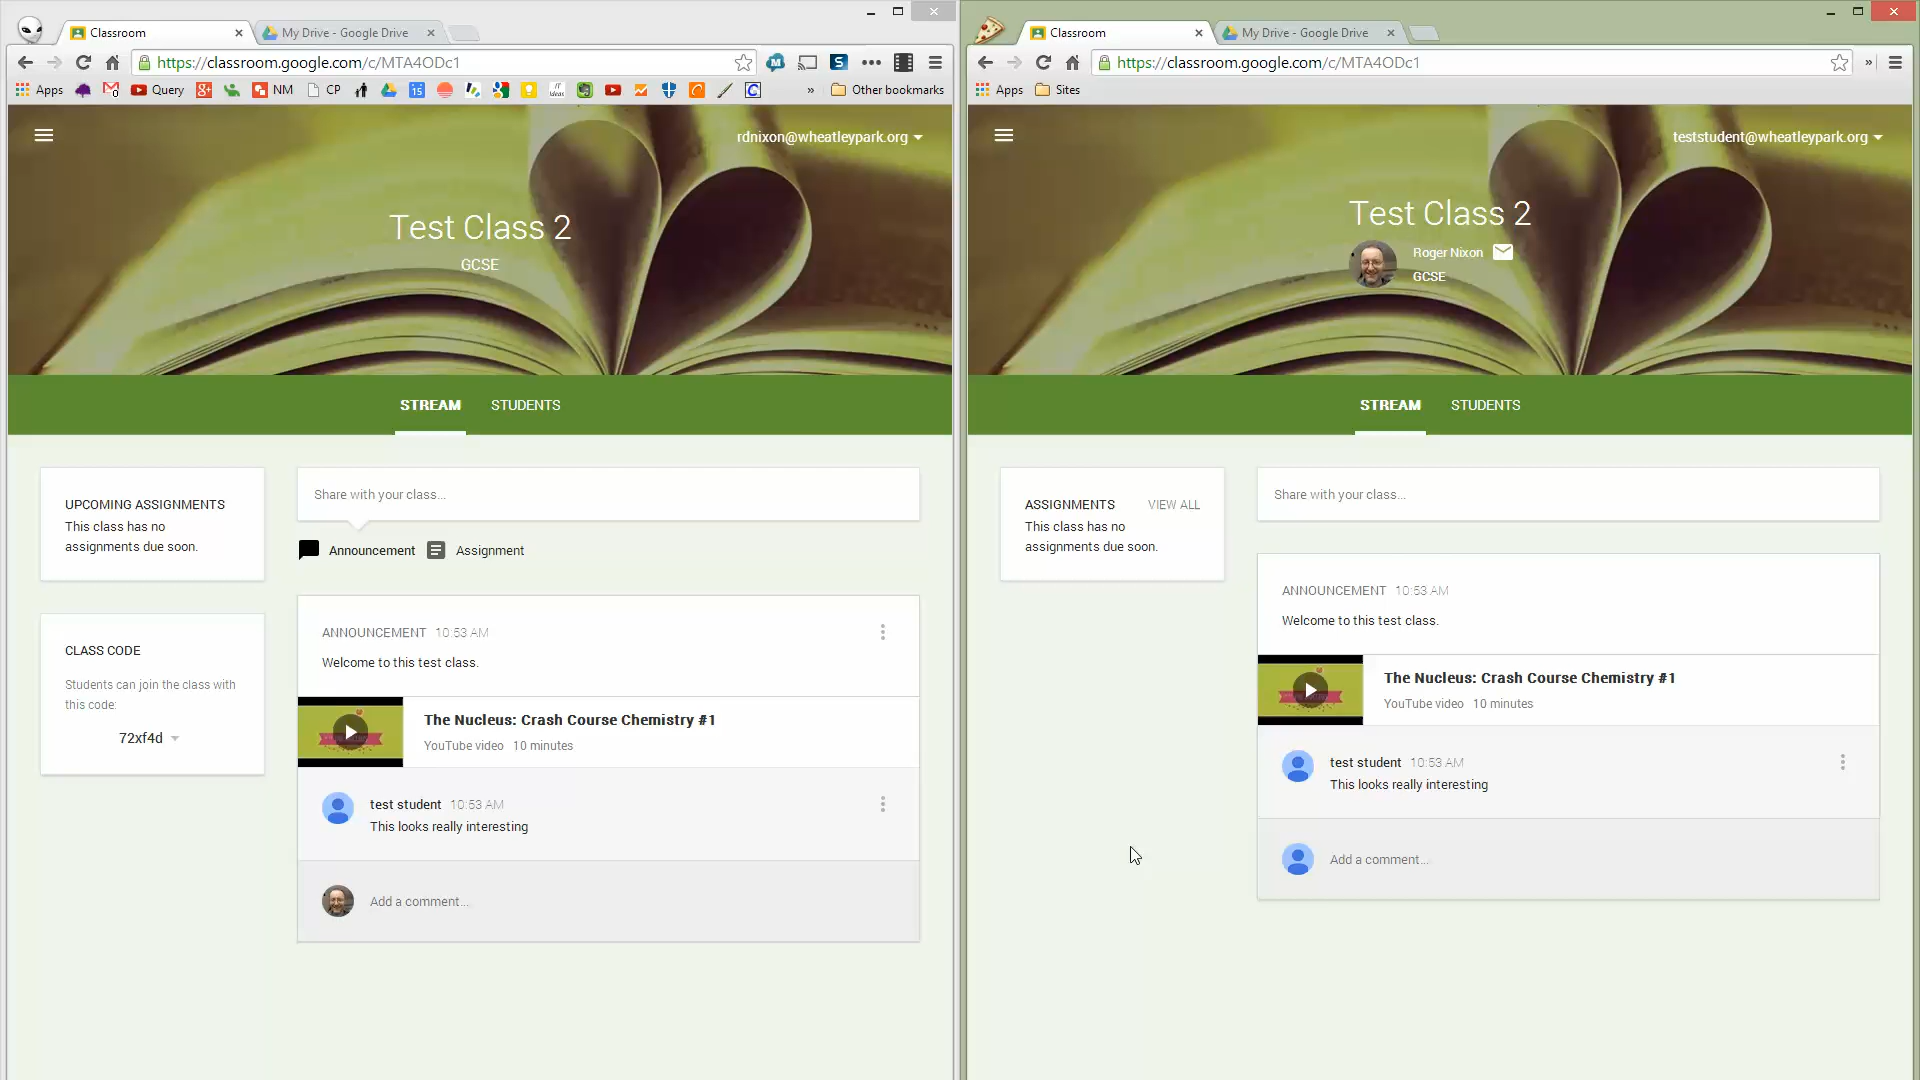 Classroom
My Drive - Google Drive
https://classroom.google.com/c/MTA4ODc1
Apps
Query
NM
CP
Other bookmarks
rdnixon@wheatleypark.org
Test Class 2
GCSE
STREAM
STUDENTS
UPCOMING ASSIGNMENTS
This class has no
assignments due soon.
CLASS CODE
Students can join the class with
this code:
72xf4d
Share with your class...
Announcement
Assignment
ANNOUNCEMENT 10:53 AM
Welcome to this test class.
The Nucleus: Crash Course Chemistry #1
YouTube video 10 minutes
test student 10:53 AM
This looks really interesting
Add a comment...
Classroom
My Drive - Google Drive
https://classroom.google.com/c/MTA4ODc1
Apps
Sites
teststudent@wheatleypark.org
Test Class 2
Roger Nixon
GCSE
STREAM
STUDENTS
ASSIGNMENTS
VIEW ALL
This class has no
assignments due soon.
Share with your class...
ANNOUNCEMENT 10:53 AM
Welcome to this test class.
The Nucleus: Crash Course Chemistry #1
YouTube video 10 minutes
test student 10:53 AM
This looks really interesting
Add a comment...